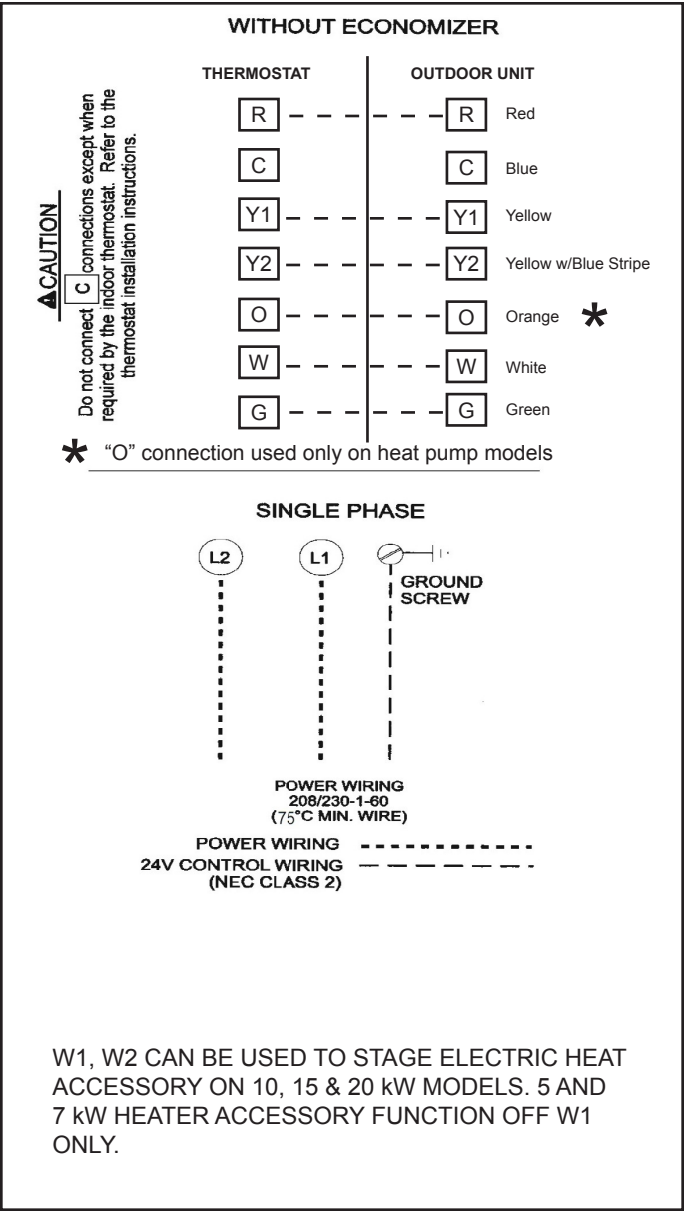 WITHOUT ECONOMIZER
THERMOSTAT OUTDOOR UNIT
R R Red
C C Blue
Y1 Y1 Yellow
Y2 Y2 Yellow w/Blue Stripe
O O Orange *
W W White
G G Green
CAUTION
Do not connect C connections except when
required by the indoor thermostat. Refer to the
thermostat installation instructions.
* “O” connection used only on heat pump models
SINGLE PHASE
L2 L1
GROUND
SCREW
POWER WIRING
208/230-1-60
(75°C MIN. WIRE)
POWER WIRING
24V CONTROL WIRING
(NEC CLASS 2)
W1, W2 CAN BE USED TO STAGE ELECTRIC HEAT
ACCESSORY ON 10, 15 & 20 kW MODELS. 5 AND
7 kW HEATER ACCESSORY FUNCTION OFF W1
ONLY.